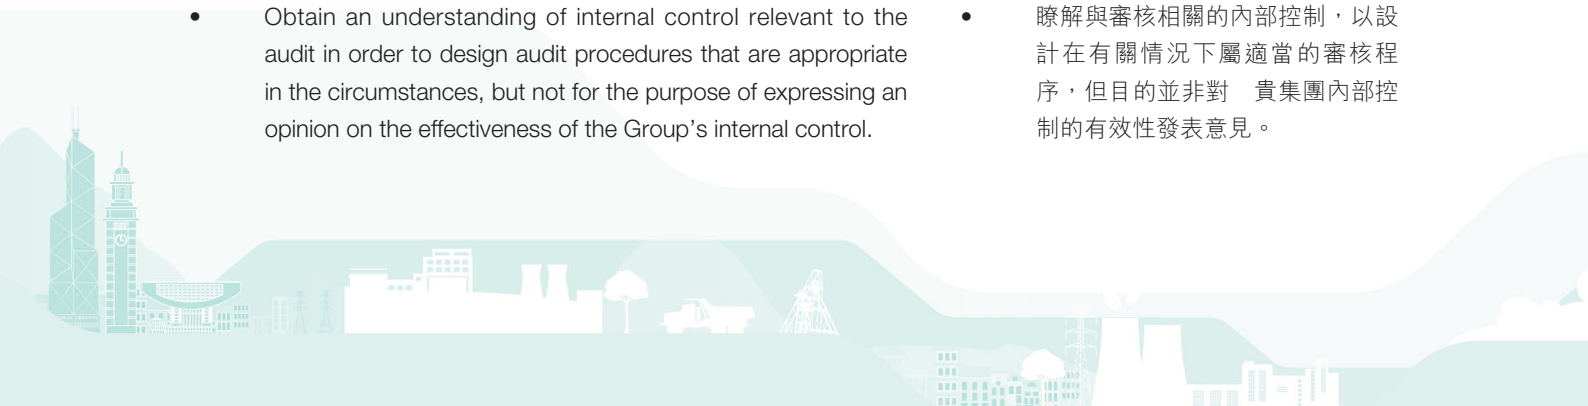 • Obtain an understanding of internal control relevant to the
audit in order to design audit procedures that are appropriate
in the circumstances, but not for the purpose of expressing an
opinion on the effectiveness of the Group's internal control.
• 瞭解與審核相關的內部控制，以設
計在有關情況下屬適當的審核程
序，但目的並非對　貴集團內部控
制的有效性發表意見。